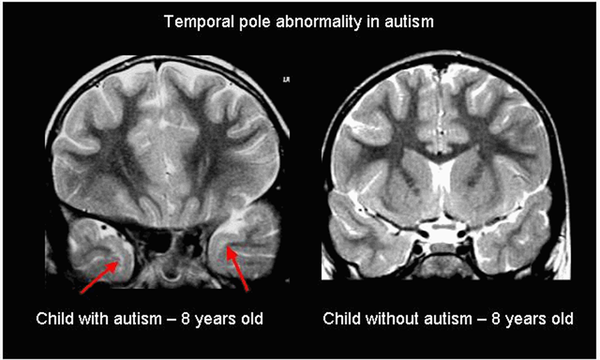 Temporal pole abnormality in autism
Child with autism – 8 years old
Child without autism – 8 years old